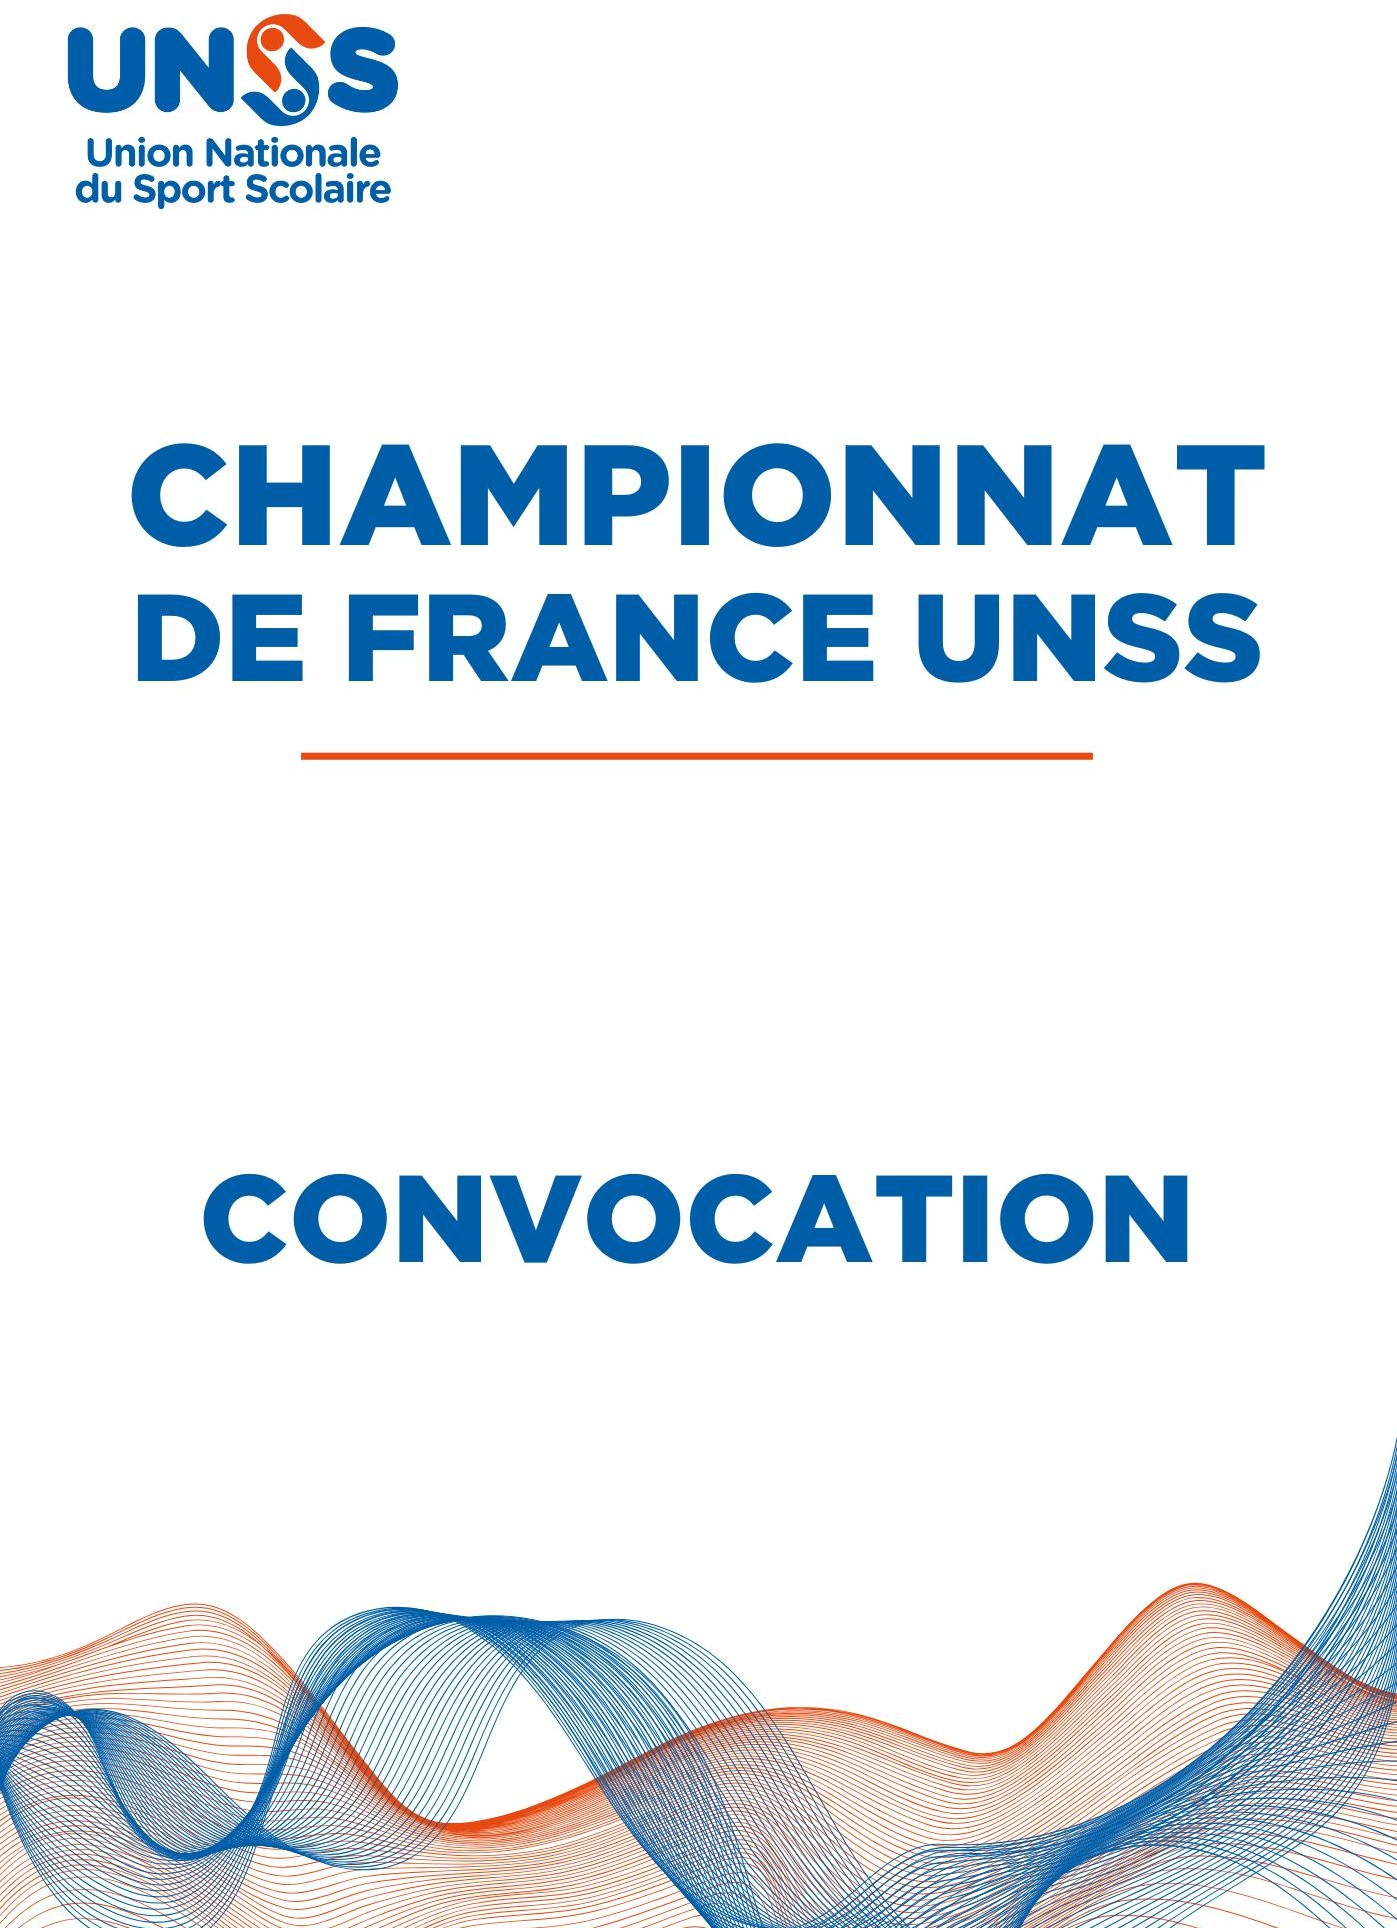 UNSS
Union Nationale
du Sport Scolaire
CHAMPIONNAT
DE FRANCE UNSS
CONVOCATION